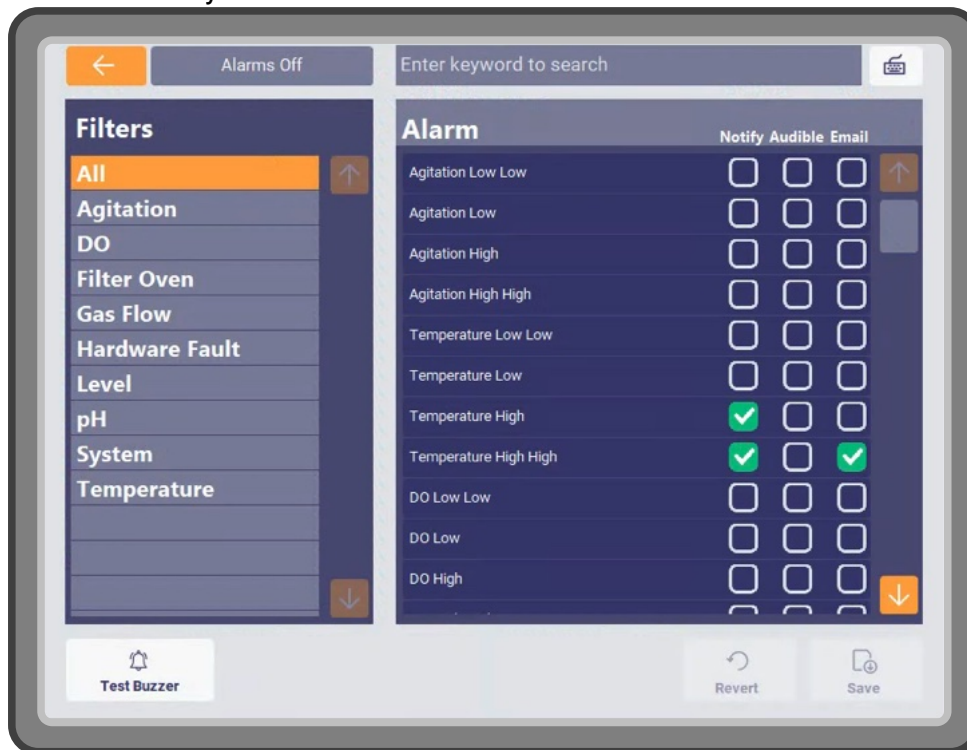 Alarms Off
Enter keyword to search
Filters
All
Agitation
DO
Filter Oven
Gas Flow
Hardware Fault
Level
pH
System
Temperature
Alarm Notify Audible Email
Agitation Low Low
Agitation Low
Agitation High
Agitation High High
Temperature Low Low
Temperature Low
Temperature High
Temperature High High
DO Low Low
DO Low
DO High
Test Buzzer
Revert
Save